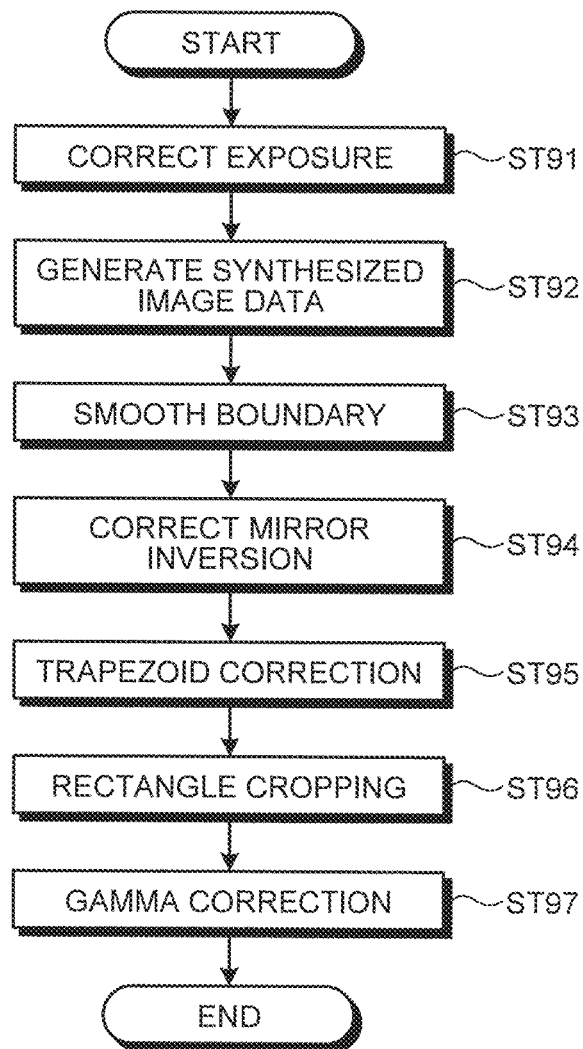 START
CORRECT EXPOSURE ST91
GENERATE SYNTHESIZED
IMAGE DATA ST92
SMOOTH BOUNDARY ST93
CORRECT MIRROR
INVERSION ST94
TRAPEZOID CORRECTION ST95
RECTANGLE CROPPING ST96
GAMMA CORRECTION ST97
END